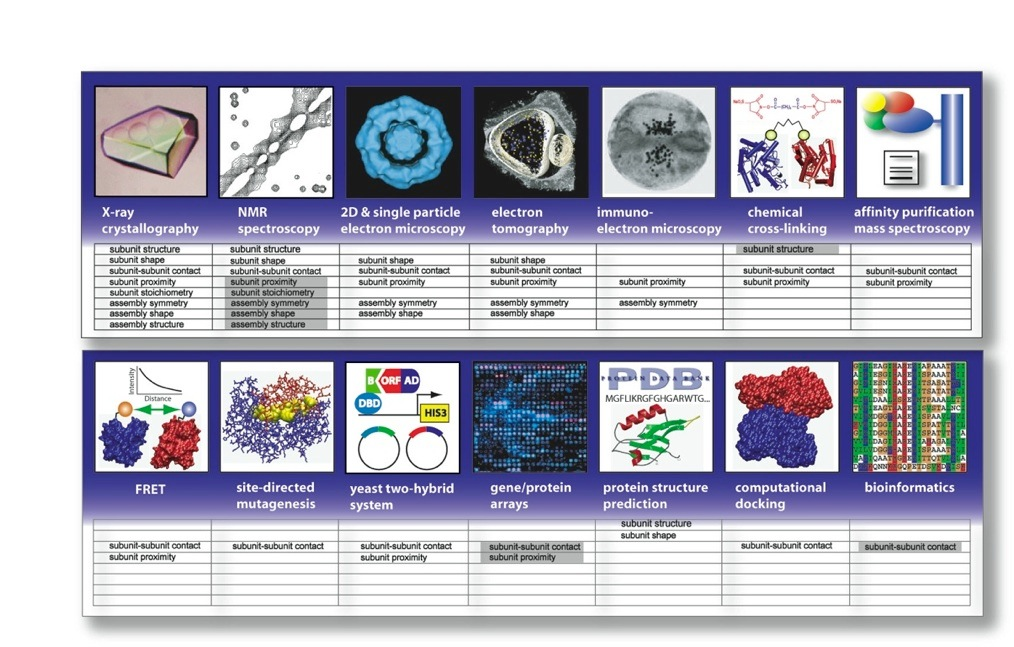 X-ray
crystallography
NMR
spectroscopy
2D & single particle
electron microscopy
electron
tomography
immuno-
electron microscopy
chemical
cross-linking
affinity purification
mass spectroscopy
subunit structure
subunit shape
subunit-subunit contact
subunit proximity
subunit stoichiometry
assembly symmetry
assembly shape
assembly structure
subunit structure
subunit shape
subunit-subunit contact
subunit proximity
subunit stoichiometry
assembly symmetry
assembly shape
assembly structure
subunit shape
subunit-subunit contact
subunit proximity
assembly symmetry
assembly shape
subunit shape
subunit-subunit contact
subunit proximity
assembly symmetry
assembly shape
subunit proximity
assembly symmetry
subunit structure
subunit-subunit contact
subunit proximity
subunit-subunit contact
subunit proximity
Intensity
Distance
B ORF AD
DBD
HIS3
PDB
PROTEIN DATA BANK
MGFLIKRGFGHGARWTG...
FRET
site-directed
mutagenesis
yeast two-hybrid
system
gene/protein
arrays
protein structure
prediction
computational
docking
bioinformatics
subunit-subunit contact
subunit proximity
subunit-subunit contact
subunit-subunit contact
subunit proximity
subunit-subunit contact
subunit proximity
subunit structure
subunit shape
subunit-subunit contact
subunit-subunit contact